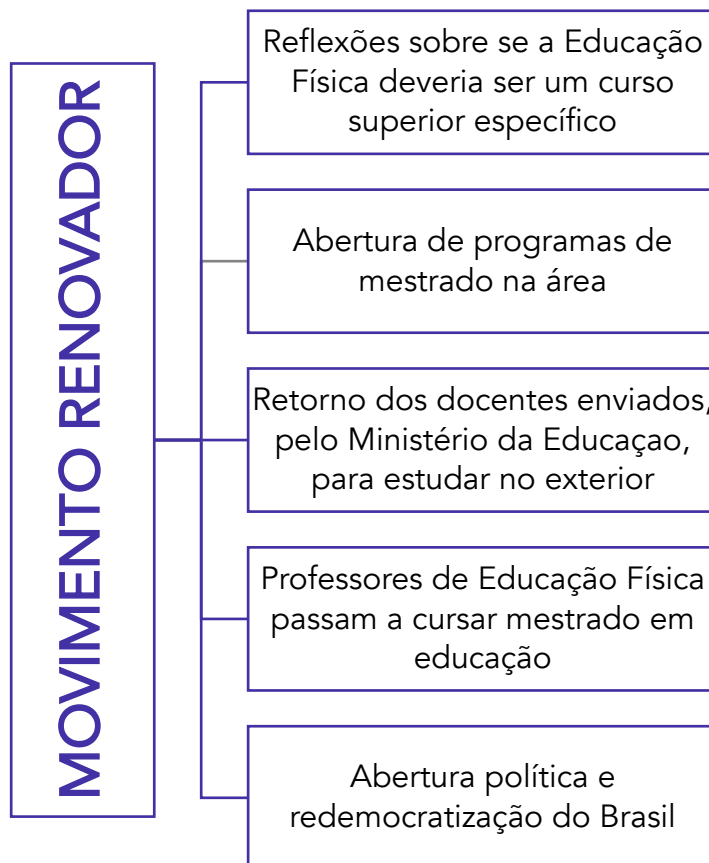 MOVIMENTO RENOVADOR
Reflexões sobre se a Educação
Física deveria ser um curso
superior específico
Abertura de programas de
mestrado na área
Retorno dos docentes enviados,
pelo Ministério da Educaçao,
para estudar no exterior
Professores de Educação Física
passam a cursar mestrado em
educação
Abertura política e
redemocratização do Brasil